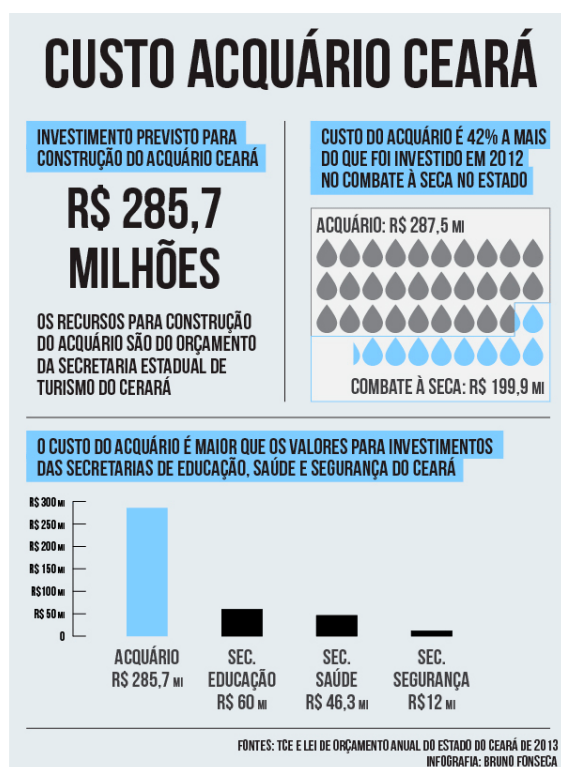 CUSTO ACQUÁRIO CEARÁ
INVESTIMENTO PREVISTO PARA
CONSTRUÇÃO DO ACQUÁRIO CEARÁ
R$ 285,7
MILHÕES
OS RECURSOS PARA CONSTRUÇÃO
DO ACQUÁRIO SÃO DO ORÇAMENTO
DA SECRETARIA ESTADUAL DE
TURISMO DO CERARÁ
CUSTO DO ACQUÁRIO É 42% A MAIS
DO QUE FOI INVESTIDO EM 2012
NO COMBATE À SECA NO ESTADO
ACQUÁRIO: R$ 287,5 MI
COMBATE À SECA: R$ 199,9 MI
O CUSTO DO ACQUÁRIO É MAIOR QUE OS VALORES PARA INVESTIMENTOS
DAS SECRETARIAS DE EDUCAÇÃO, SAÚDE E SEGURANÇA DO CEARÁ
R$ 300 MI
R$ 250 MI
R$ 200 MI
R$ 150 MI
R$100 MI
R$ 50 MI
0
ACQUÁRIO
R$ 285,7 MI
SEC.
EDUCAÇÃO
R$ 60 MI
SEC.
SAÚDE
R$ 46,3 MI
SEC.
SEGURANÇA
R$12 MI
FONTES: TCE E LEI DE ORÇAMENTO ANUAL DO ESTADO DO CEARÁ DE 2013
INFOGRAFIA: BRUNO FONSECA